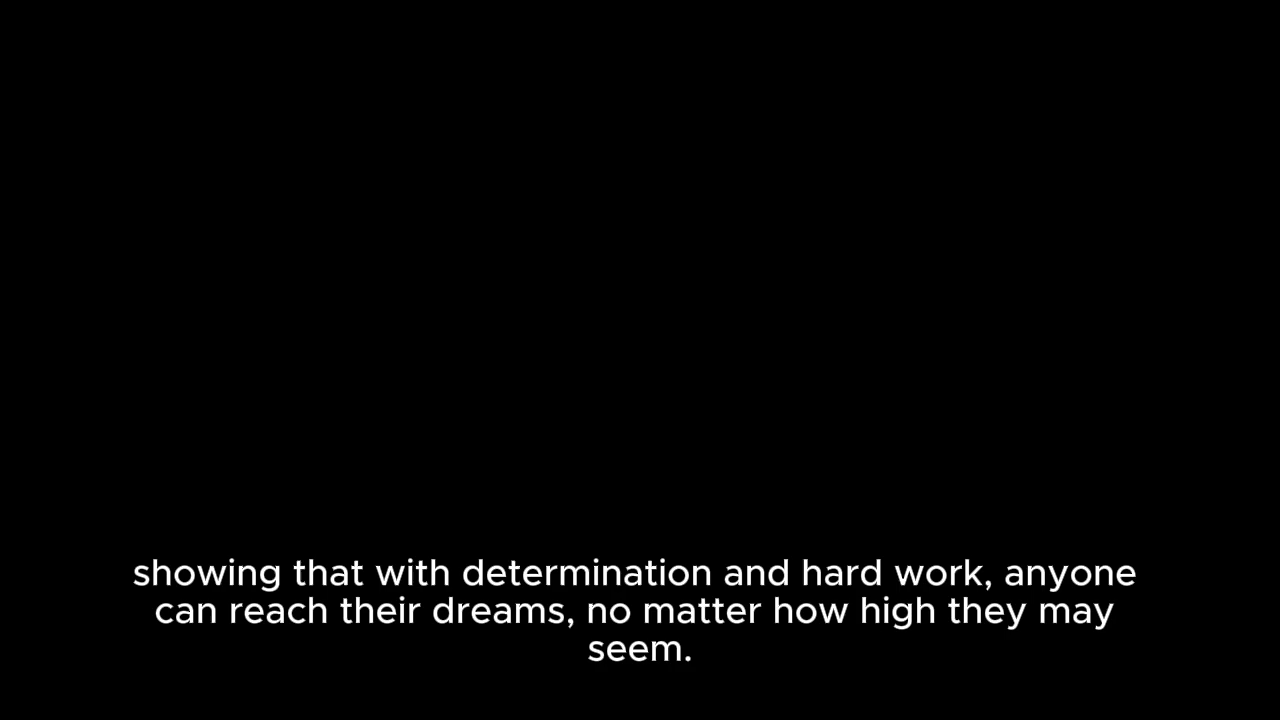 showing that with determination and hard work, anyone
can reach their dreams, no matter how high they may
seem.